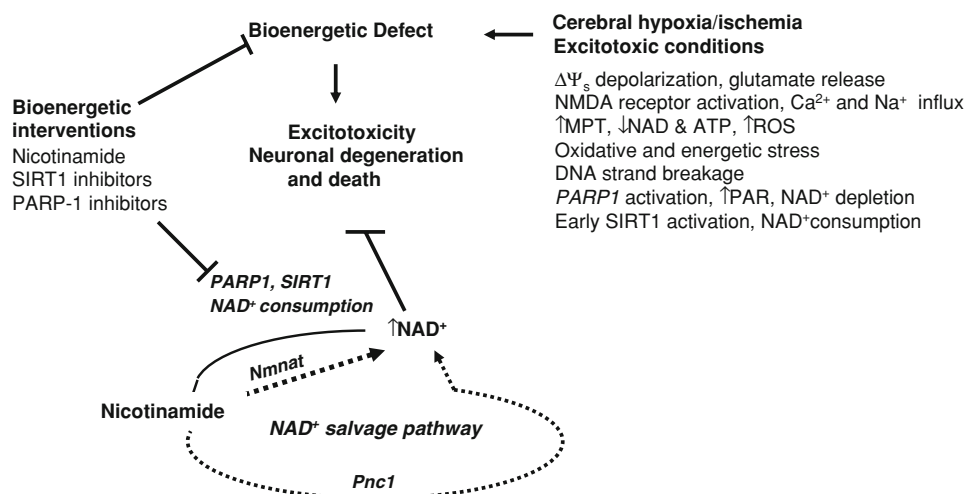 Bioenergetic Defect
Cerebral hypoxia/ischemia
Excitotoxic conditions
ΔΨs depolarization, glutamate release
NMDA receptor activation, Ca²⁺ and Na⁺ influx
↑MPT, ↓NAD & ATP, ↑ROS
Oxidative and energetic stress
DNA strand breakage
PARP1 activation, ↑PAR, NAD⁺ depletion
Early SIRT1 activation, NAD⁺consumption
Bioenergetic
interventions
Nicotinamide
SIRT1 inhibitors
PARP-1 inhibitors
Excitotoxicity
Neuronal degeneration
and death
PARP1, SIRT1
NAD⁺ consumption
↑NAD⁺
Nmnat
Nicotinamide
NAD⁺ salvage pathway
Pnc1